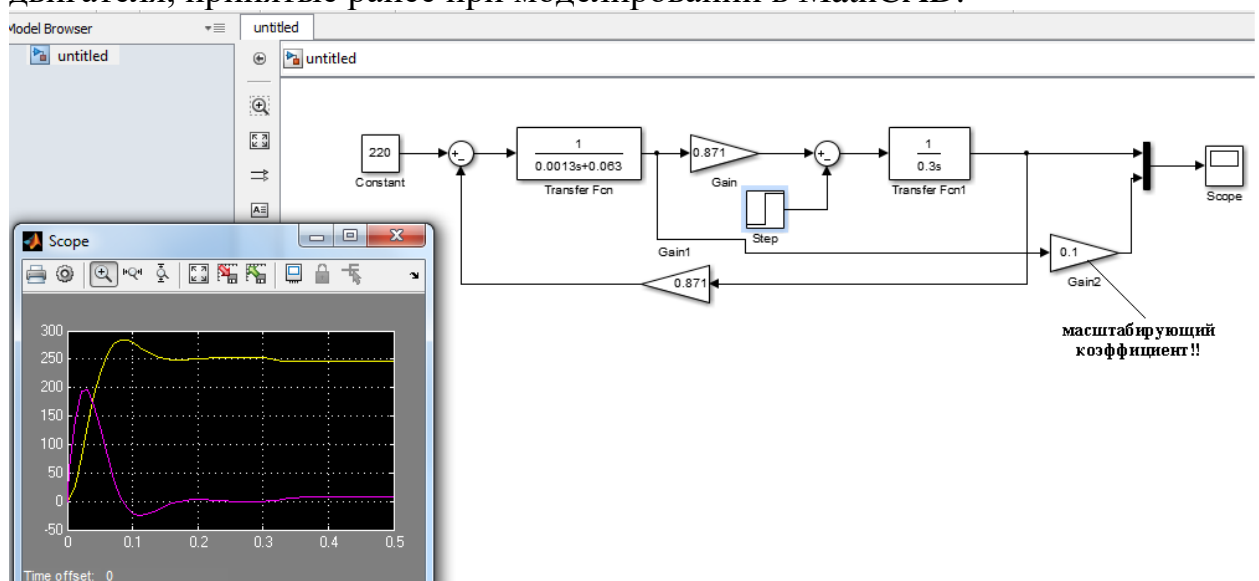 двигателя, принятые ранее при моделировании в MathCAD.
Model Browser
untitled
untitled
untitled
220
Constant
1
0.0013s+0.063
Transfer Fcn
0.871
Gain
Step
1
0.3s
Transfer Fcn1
Scope
Gain1
0.871
0.1
Gain2
масштабирующий
коэффициент!!
Scope
300
250
200
150
100
50
0
-50
0
0.1
0.2
0.3
0.4
0.5
Time offset: 0